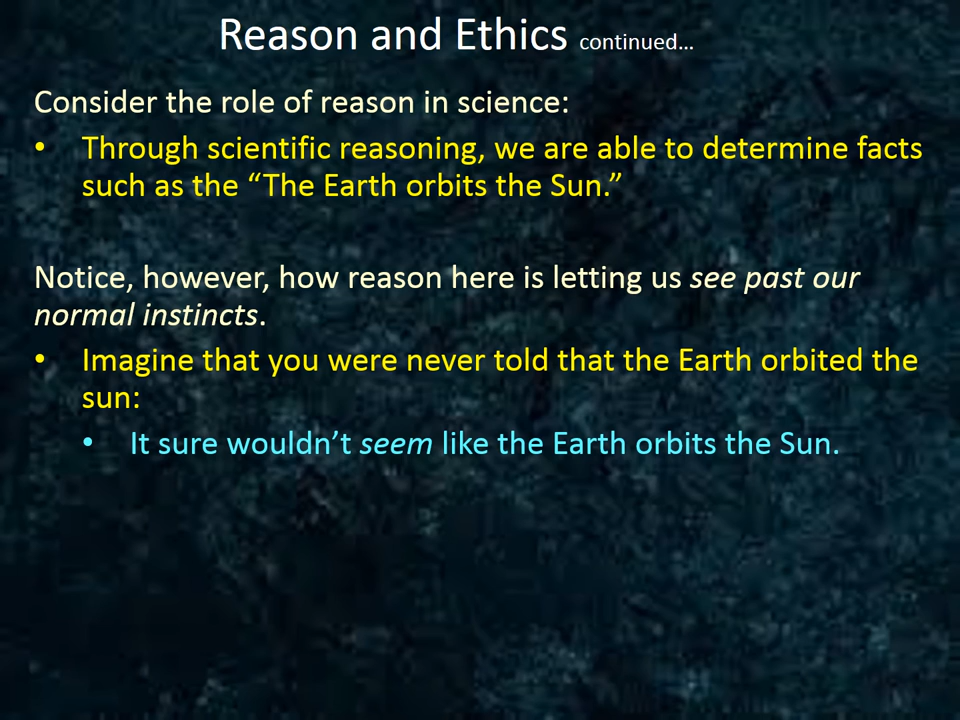 Reason and Ethics continued…
Consider the role of reason in science:
• Through scientific reasoning, we are able to determine facts
such as the “The Earth orbits the Sun.”
Notice, however, how reason here is letting us see past our
normal instincts.
• Imagine that you were never told that the Earth orbited the
sun:
• It sure wouldn’t seem like the Earth orbits the Sun.